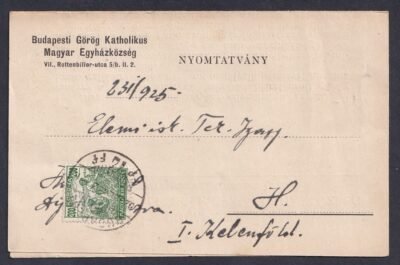 Budapesti Görög Katholikus
Magyar Egyházközség
VII., Rottenbiller-utca 5/b. II. 2.
NYOMTATVÁNY
231/925.
Elemi isk. Tek. Igazg.
H.
I. Kelenföld.